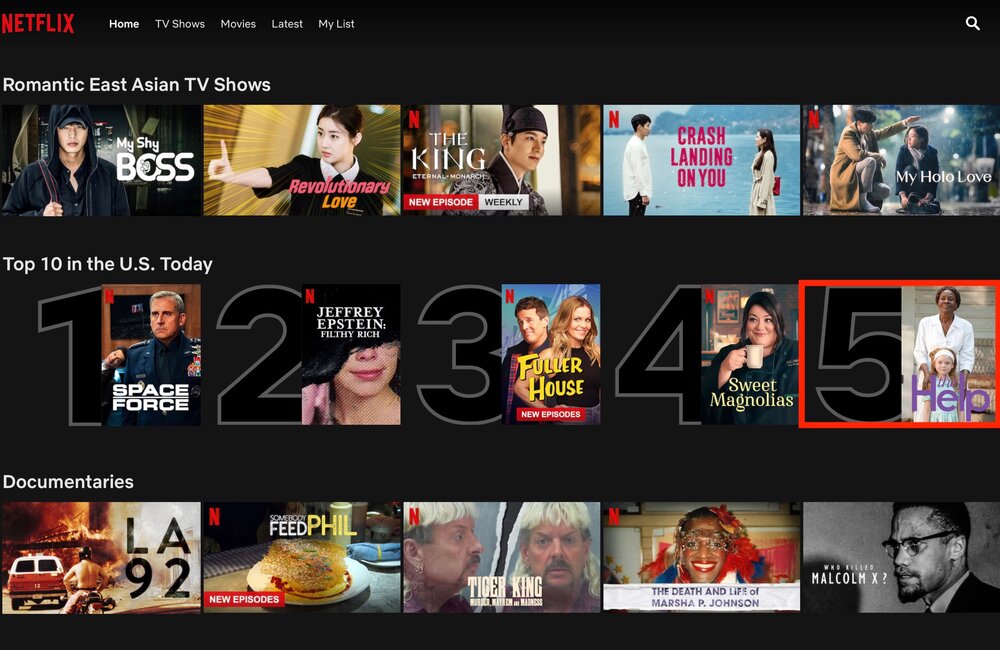 NETFLIX Home TV Shows Movies Latest My List
Romantic East Asian TV Shows
My Shy
BOSS
Revolutionary
Love
N
THE
KING
ETERNAL MONARCH
NEW EPISODE WEEKLY
N
CRASH
LANDING
ON YOU
N
My Holo Love
Top 10 in the U.S. Today
1
N
SPACE
FORCE
2
N
JEFFREY
EPSTEIN:
FILTHY RICH
3
N
FULLER
HOUSE
NEW EPISODES
4
N
Sweet
Magnolias
5
the
Help
Documentaries
LA
92
12
N
SOMEBODY
FEED PHIL
NEW EPISODES
N
TIGER KING
MURDER, MAYHEM AND MADNESS
N
THE DEATH AND LIFE of
MARSHA P. JOHNSON
WHO KILLED
MALCOLM X?